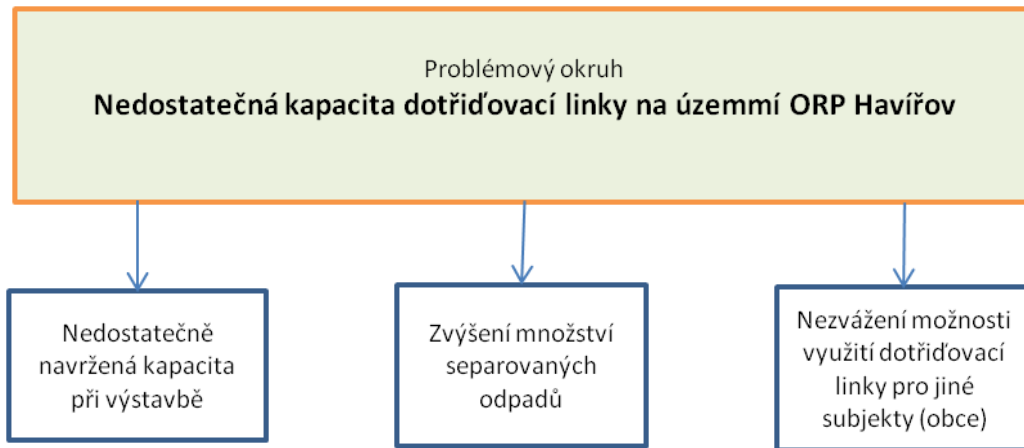 Problémový okruh
Nedostatečná kapacita dotřiďovací linky na územmí ORP Havířov
Nedostatečně
navržená kapacita
při výstavbě
Zvýšení množství
separovaných
odpadů
Nezvážení možnosti
využití dotřiďovací
linky pro jiné
subjekty (obce)